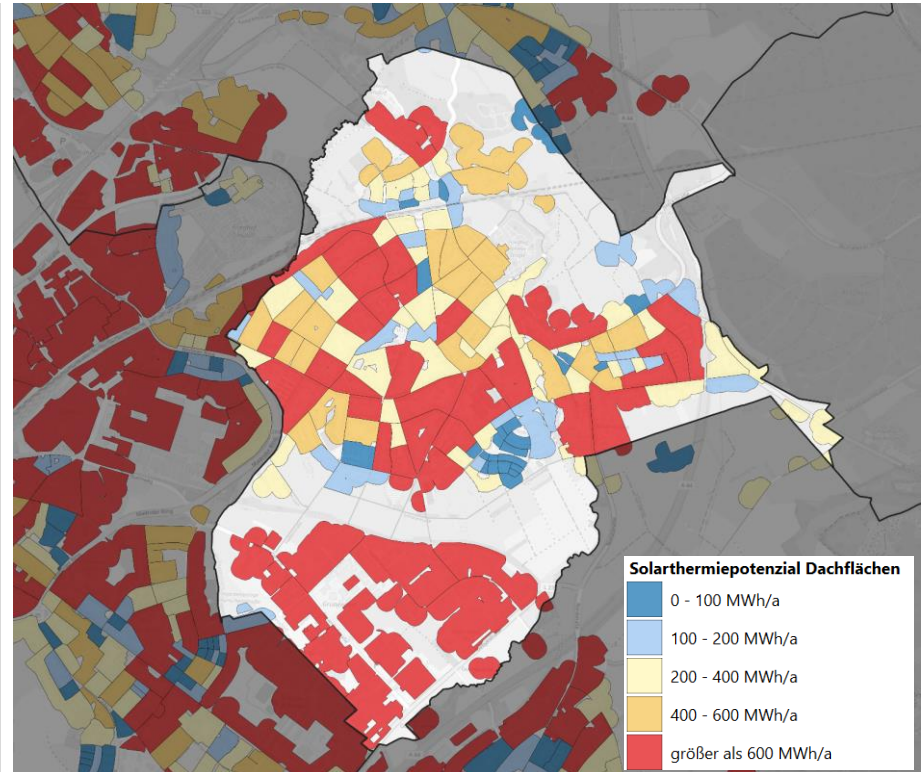 Solarthermiepotenzial Dachflächen
0 - 100 MWh/a
100 - 200 MWh/a
200 - 400 MWh/a
400 - 600 MWh/a
größer als 600 MWh/a